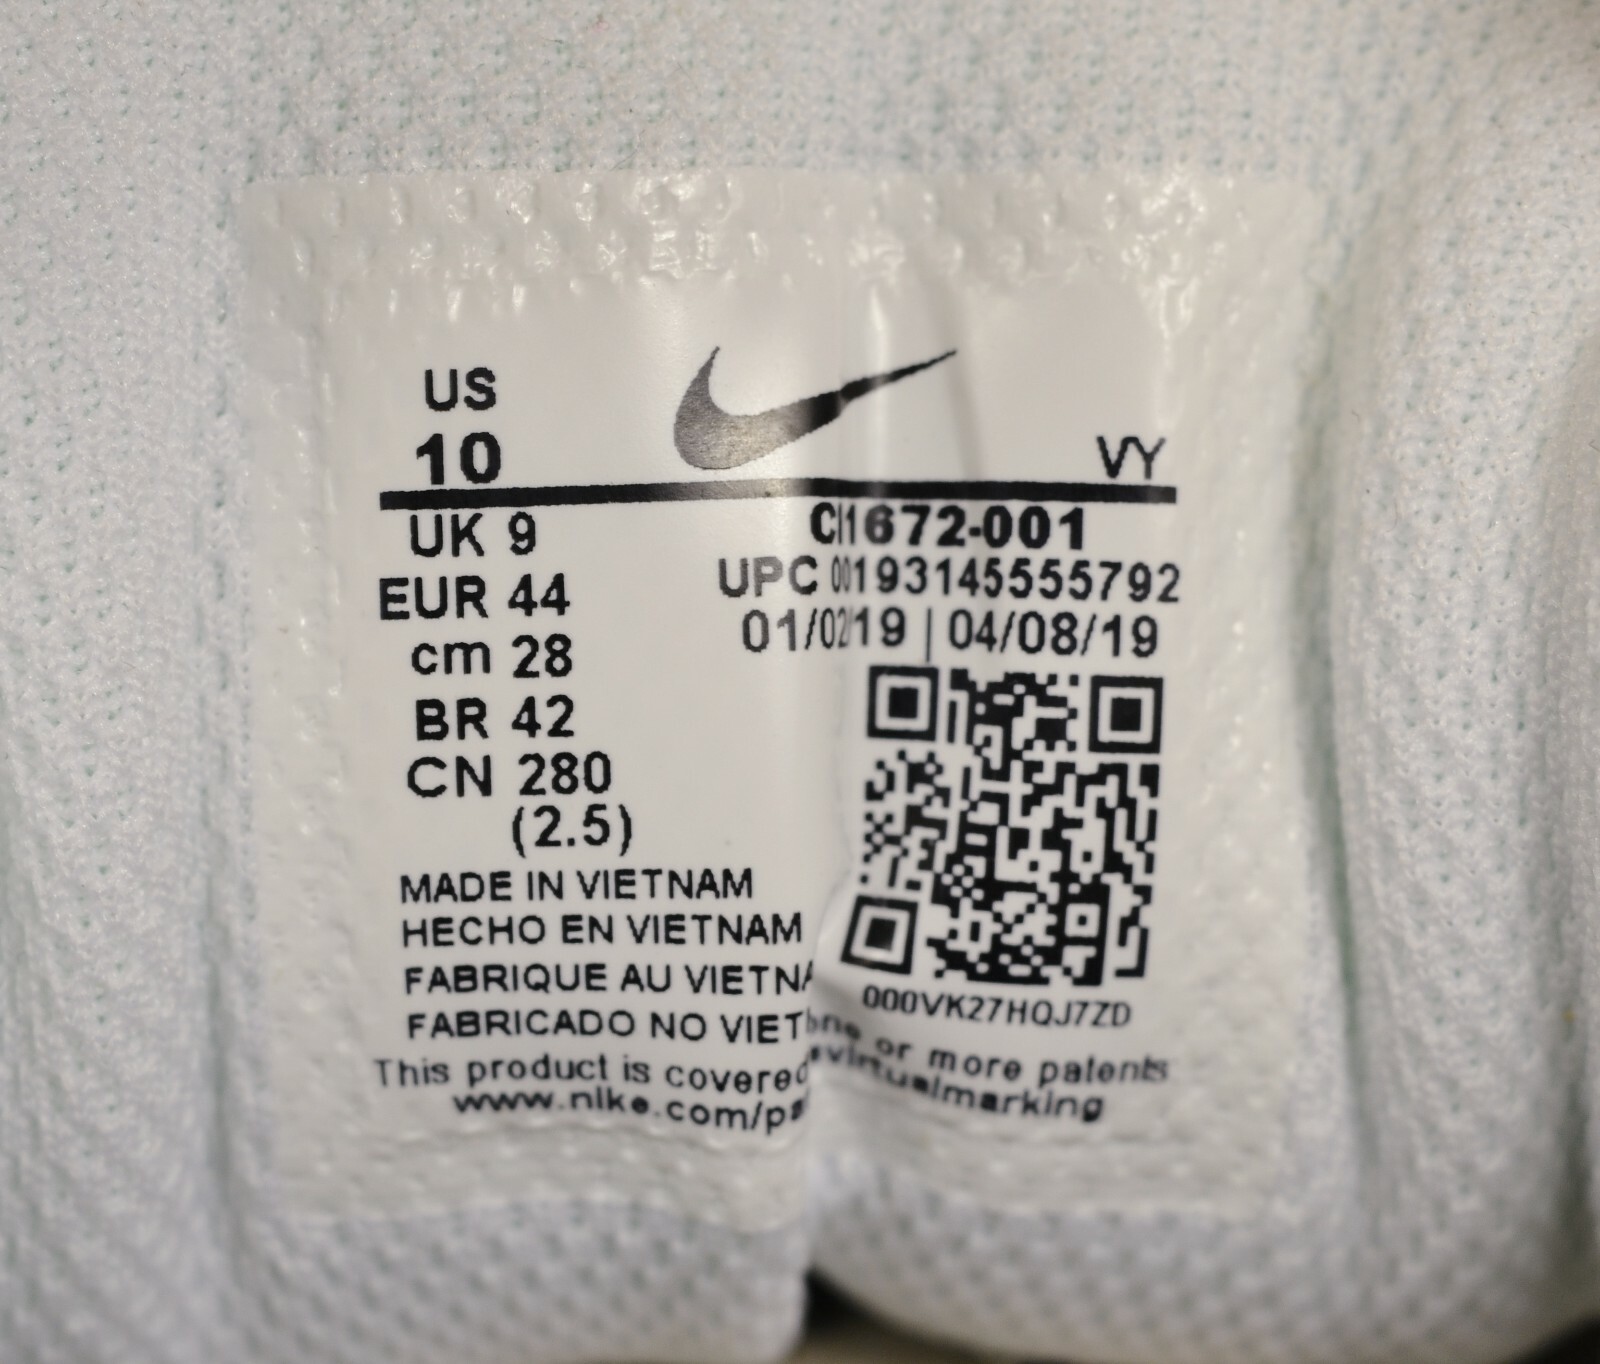 US
10
VY
UK 9
EUR 44
cm 28
BR 42
CN 280
(2.5)
CI1672-001
UPC 00193145555792
01/02/19 | 04/08/19
000VK27HQJ7ZD
MADE IN VIETNAM
HECHO EN VIETNAM
FABRIQUE AU VIETNA
FABRICADO NO VIET
This product is covered one or more patents
www.nike.com/pa virtualmarking